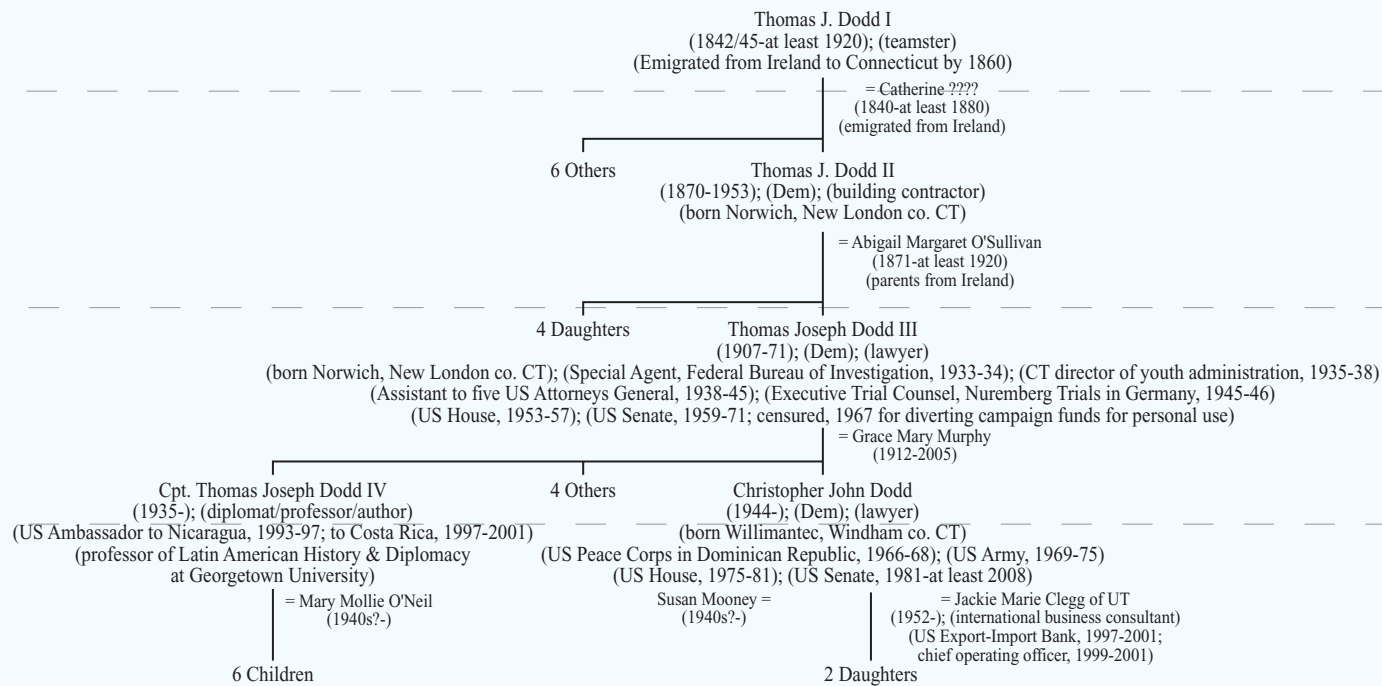 Thomas J. Dodd I
(1842/45-at least 1920); (teamster)
(Emigrated from Ireland to Connecticut by 1860)
= Catherine ????
(1840-at least 1880)
(emigrated from Ireland)
6 Others
Thomas J. Dodd II
(1870-1953); (Dem); (building contractor)
(born Norwich, New London co. CT)
= Abigail Margaret O'Sullivan
(1871-at least 1920)
(parents from Ireland)
4 Daughters
Thomas Joseph Dodd III
(1907-71); (Dem); (lawyer)
(born Norwich, New London co. CT); (Special Agent, Federal Bureau of Investigation, 1933-34); (CT director of youth administration, 1935-38)
(Assistant to five US Attorneys General, 1938-45); (Executive Trial Counsel, Nuremberg Trials in Germany, 1945-46)
(US House, 1953-57); (US Senate, 1959-71; censured, 1967 for diverting campaign funds for personal use)
= Grace Mary Murphy
(1912-2005)
Cpt. Thomas Joseph Dodd IV
(1935-); (diplomat/professor/author)
(US Ambassador to Nicaragua, 1993-97; to Costa Rica, 1997-2001)
(professor of Latin American History & Diplomacy
at Georgetown University)
= Mary Mollie O'Neil
(1940s?-)
6 Children
4 Others
Christopher John Dodd
(1944-); (Dem); (lawyer)
(born Willimantec, Windham co. CT)
(US Peace Corps in Dominican Republic, 1966-68); (US Army, 1969-75)
(US House, 1975-81); (US Senate, 1981-at least 2008)
Susan Mooney =
(1940s?-)
= Jackie Marie Clegg of UT
(1952-); (international business consultant)
(US Export-Import Bank, 1997-2001;
chief operating officer, 1999-2001)
2 Daughters